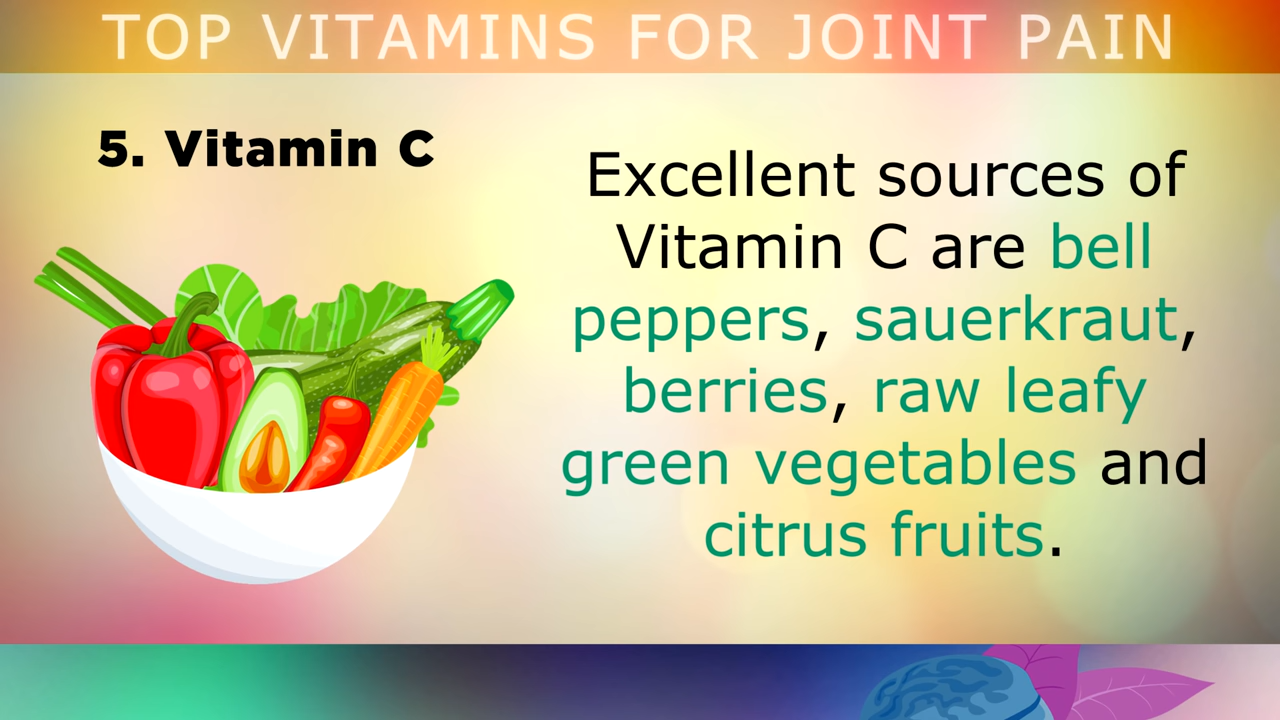 TOP VITAMINS FOR JOINT PAIN
5. Vitamin C
Excellent sources of
Vitamin C are bell
peppers, sauerkraut,
berries, raw leafy
green vegetables and
citrus fruits.